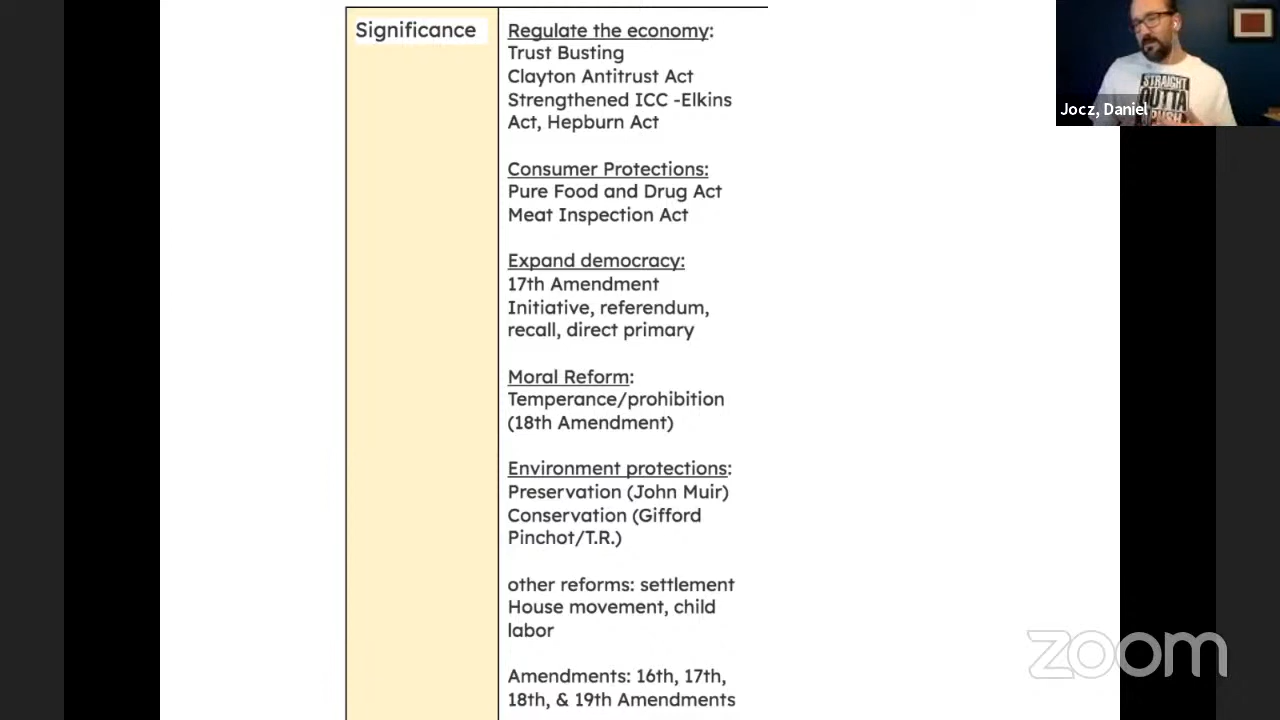 Significance
Regulate the economy:
Trust Busting
Clayton Antitrust Act
Strengthened ICC -Elkins
Act, Hepburn Act
Consumer Protections:
Pure Food and Drug Act
Meat Inspection Act
Expand democracy:
17th Amendment
Initiative, referendum,
recall, direct primary
Moral Reform:
Temperance/prohibition
(18th Amendment)
Environment protections:
Preservation (John Muir)
Conservation (Gifford
Pinchot/T.R.)
other reforms: settlement
House movement, child
labor
Amendments: 16th, 17th,
18th, & 19th Amendments
STRAIGHT
OUTTA
Jocz, Daniel
zoom